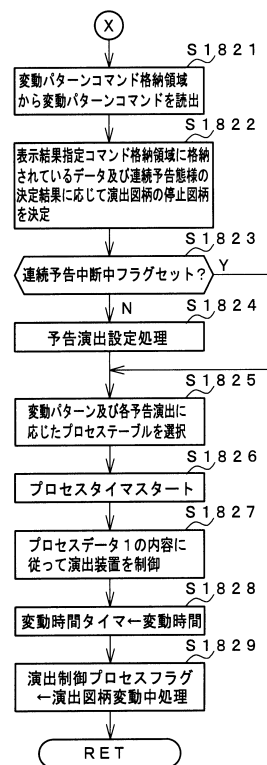 X
S1821
変動パターンコマンド格納領域
から変動パターンコマンドを読出
S1822
表示結果指定コマンド格納領域に格納
されているデータ及び連続予告態様の
決定結果に応じて演出図柄の停止図柄
を決定
S1823
連続予告中断中フラグセット?
Y
N
S1824
予告演出設定処理
S1825
変動パターン及び各予告演出に
応じたプロセステーブルを選択
S1826
プロセスタイマスタート
S1827
プロセスデータ1の内容に
従って演出装置を制御
S1828
変動時間タイマ←変動時間
S1829
演出制御プロセスフラグ
←演出図柄変動中処理
RET